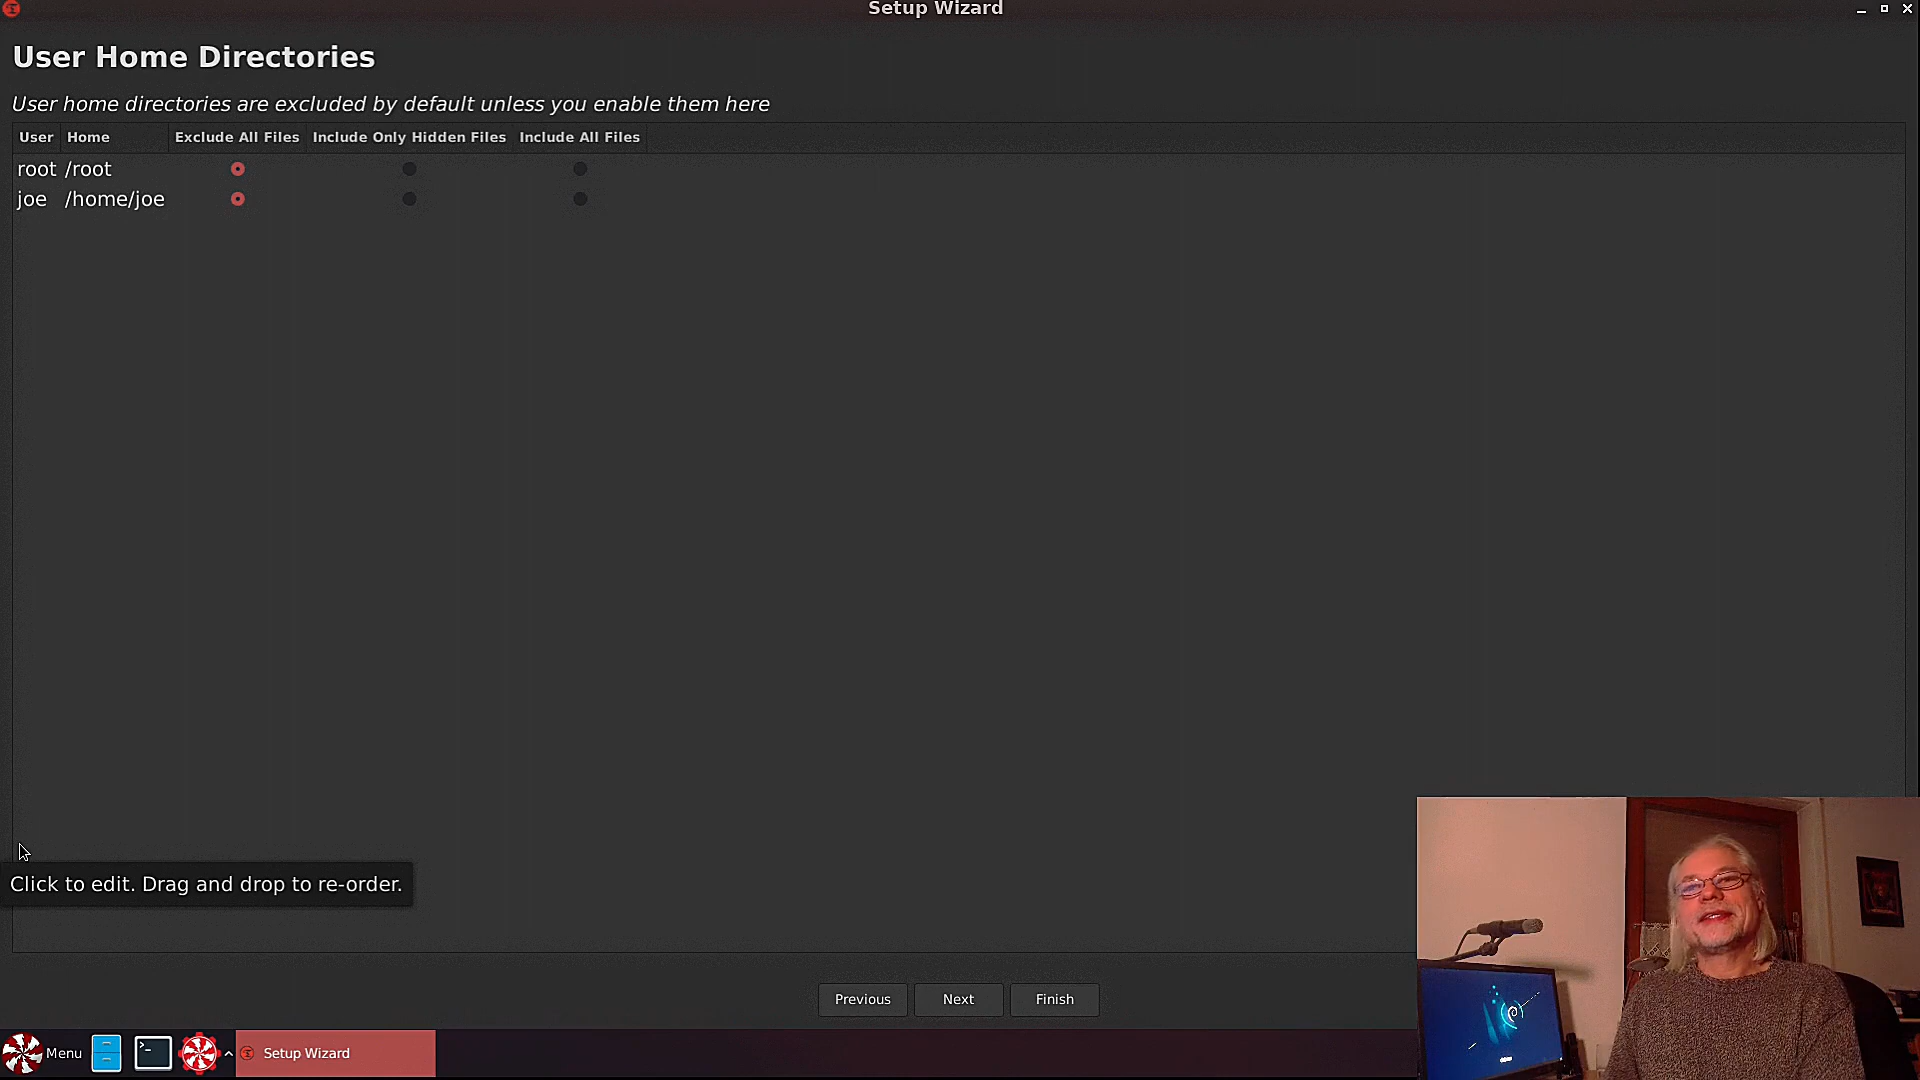 Setup Wizard
User Home Directories
User home directories are excluded by default unless you enable them here
User Home Exclude All Files Include Only Hidden Files Include All Files
root /root
joe /home/joe
Click to edit. Drag and drop to re-order.
Previous Next Finish
Menu Setup Wizard